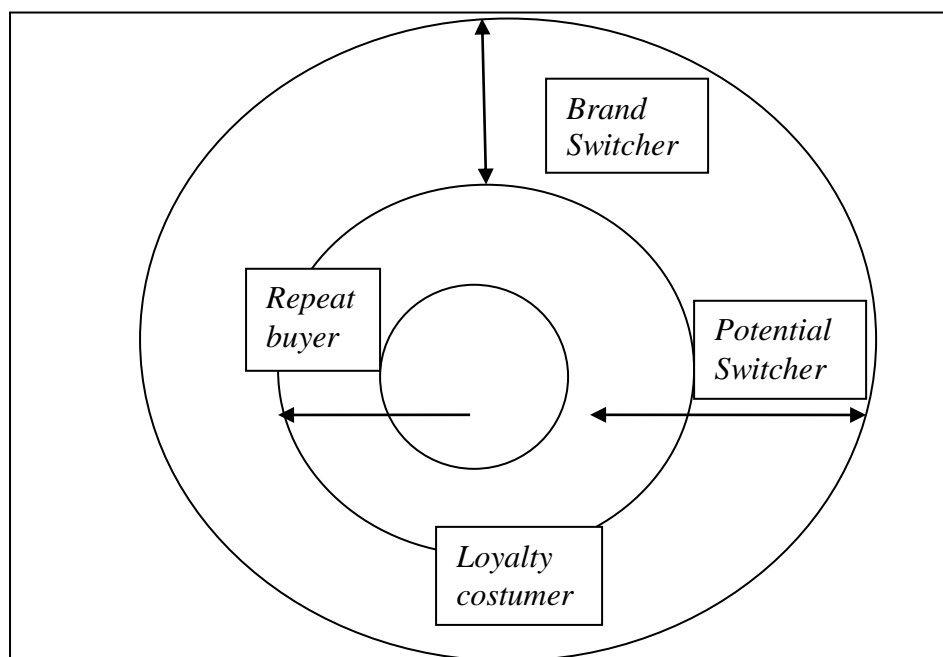 Brand
Switcher
Repeat
buyer
Potential
Switcher
Loyalty
costumer